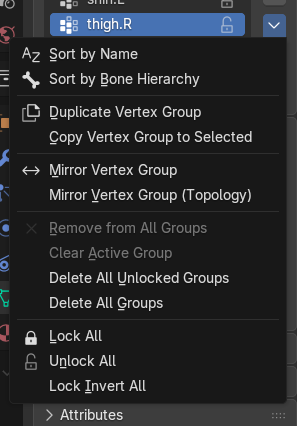 shin.L
thigh.R
Sort by Name
Sort by Bone Hierarchy
Duplicate Vertex Group
Copy Vertex Group to Selected
Mirror Vertex Group
Mirror Vertex Group (Topology)
Remove from All Groups
Clear Active Group
Delete All Unlocked Groups
Delete All Groups
Lock All
Unlock All
Lock Invert All
Attributes